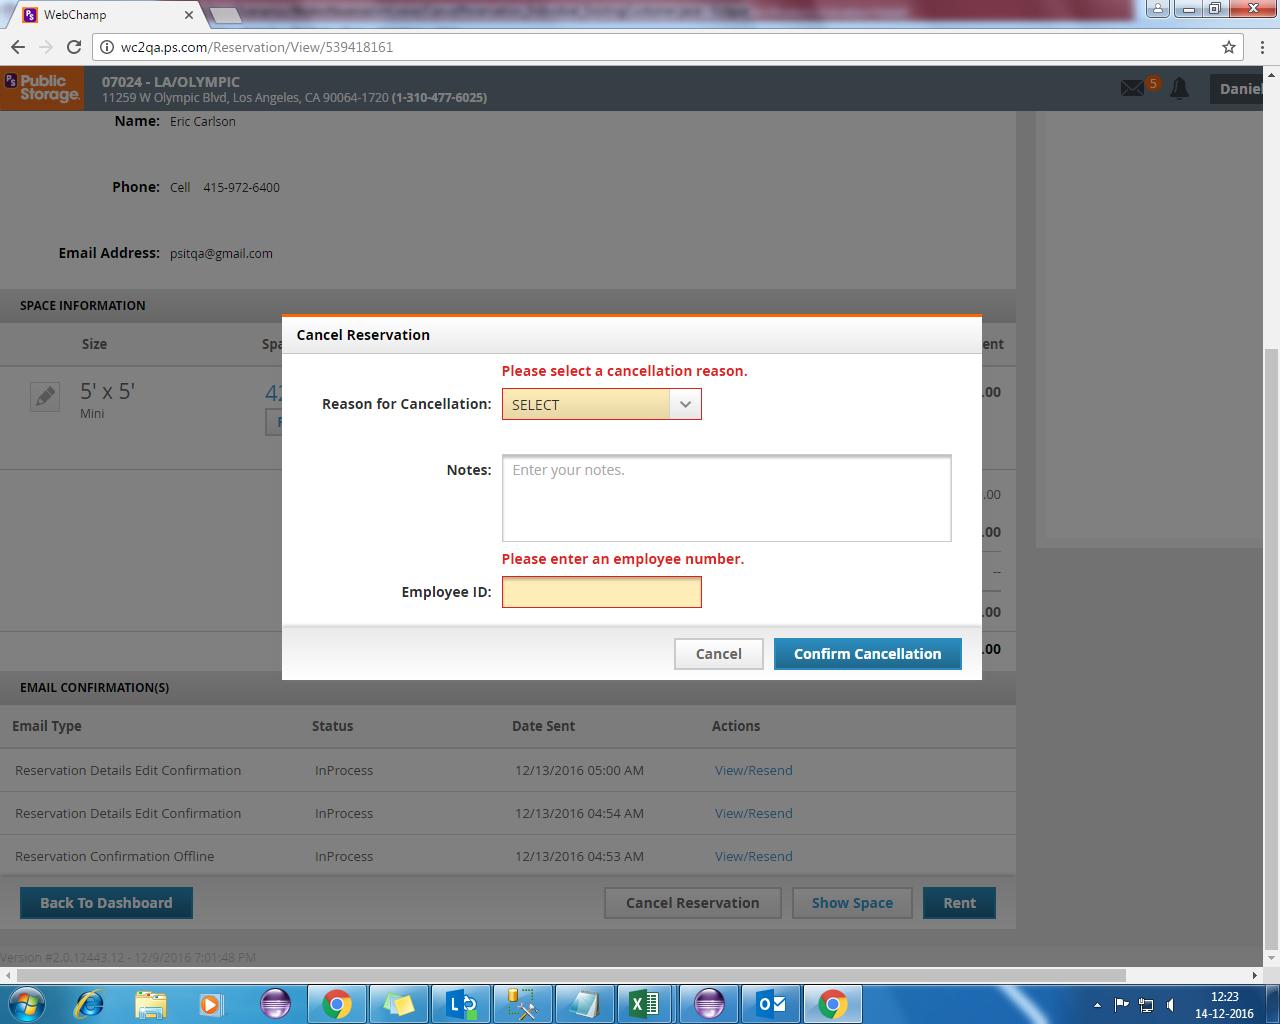 WebChamp
wc2qa.ps.com/Reservation/View/539418161
PS Public Storage.
07024 - LA/OLYMPIC
11259 W Olympic Blvd, Los Angeles, CA 90064-1720 (1-310-477-6025)
5
Daniel
Name: Eric Carlson
Phone: Cell 415-972-6400
Email Address: psitqa@gmail.com
SPACE INFORMATION
Size Spa ent
5' x 5' 42 .00
Mini
Cancel Reservation
Please select a cancellation reason.
Reason for Cancellation: SELECT
Notes: Enter your notes.
.00
.00
--
Please enter an employee number.
Employee ID:
.00
Cancel Confirm Cancellation .00
EMAIL CONFIRMATION(S)
Email Type Status Date Sent Actions
Reservation Details Edit Confirmation InProcess 12/13/2016 05:00 AM View/Resend
Reservation Details Edit Confirmation InProcess 12/13/2016 04:54 AM View/Resend
Reservation Confirmation Offline InProcess 12/13/2016 04:53 AM View/Resend
Back To Dashboard Cancel Reservation Show Space Rent
Version #2.0.12443.12 - 12/9/2016 7:01:48 PM
12:23
14-12-2016